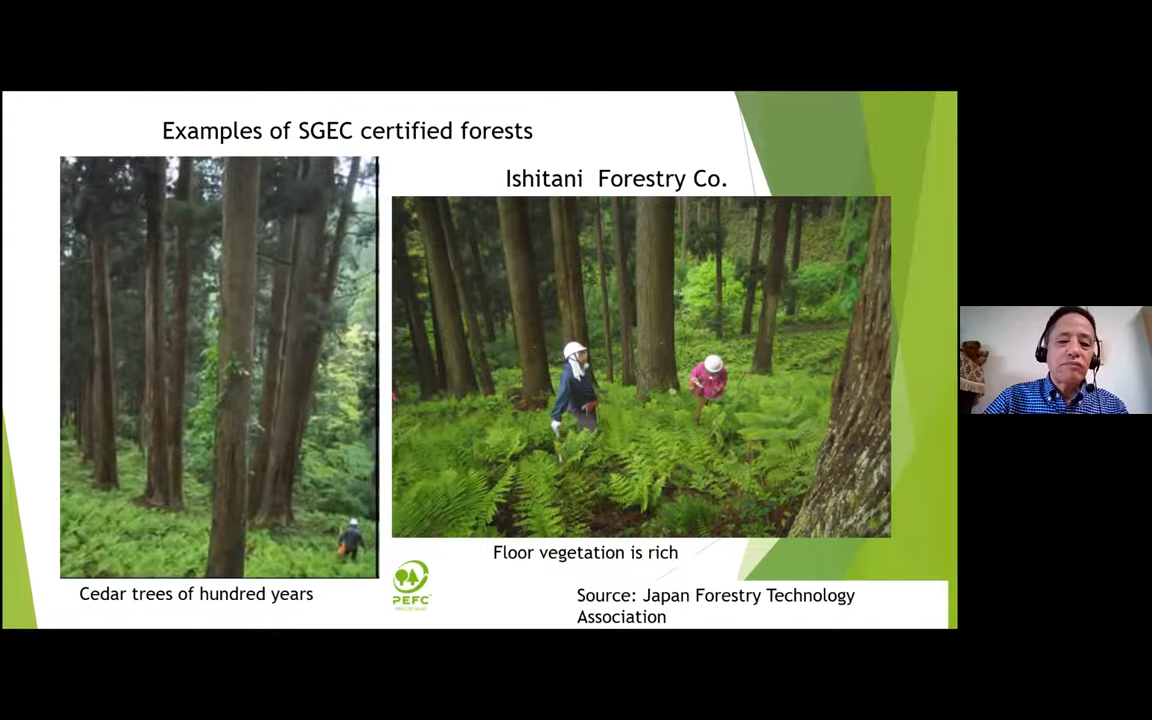 Examples of SGEC certified forests
Ishitani Forestry Co.
Floor vegetation is rich
Cedar trees of hundred years
PEFC
Source: Japan Forestry Technology
Association